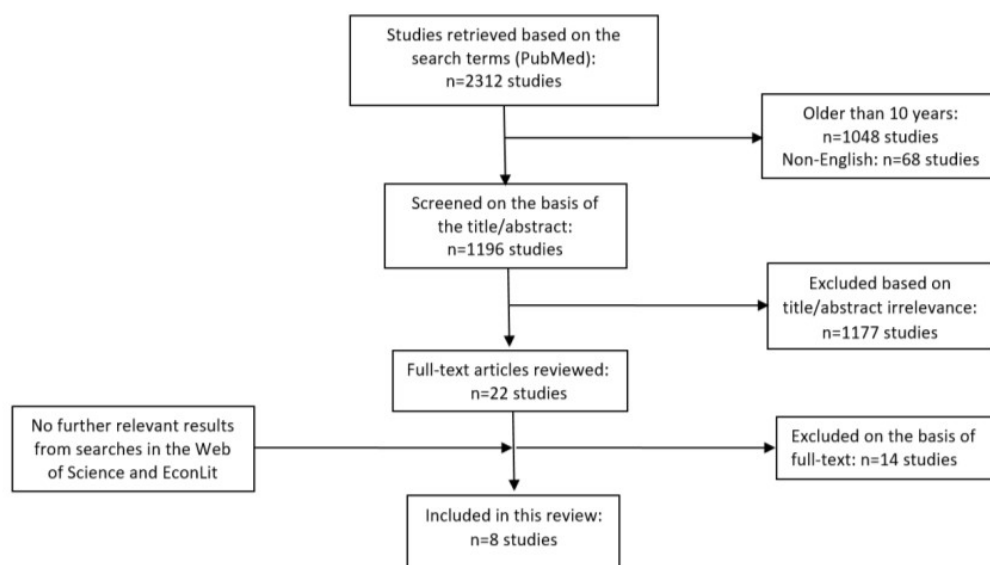 Studies retrieved based on the
search terms (PubMed):
n=2312 studies
Older than 10 years:
n=1048 studies
Non-English: n=68 studies
Screened on the basis of
the title/abstract:
n=1196 studies
Excluded based on
title/abstract irrelevance:
n=1177 studies
Full-text articles reviewed:
n=22 studies
No further relevant results
from searches in the Web
of Science and EconLit
Excluded on the basis of
full-text: n=14 studies
Included in this review:
n=8 studies